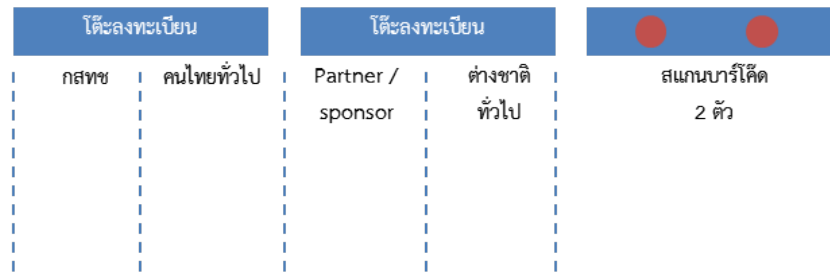 โต๊ะลงทะเบียน
โต๊ะลงทะเบียน
กสทช
คนไทยทั่วไป
Partner /
sponsor
ต่างชาติ
ทั่วไป
สแกนบาร์โค๊ด
2 ตัว